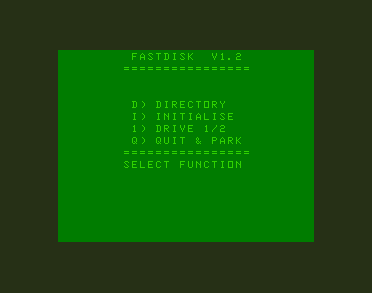 FASTDISK V1.2
================
D) DIRECTORY
I) INITIALISE
1) DRIVE 1/2
Q) QUIT & PARK
================
SELECT FUNCTION